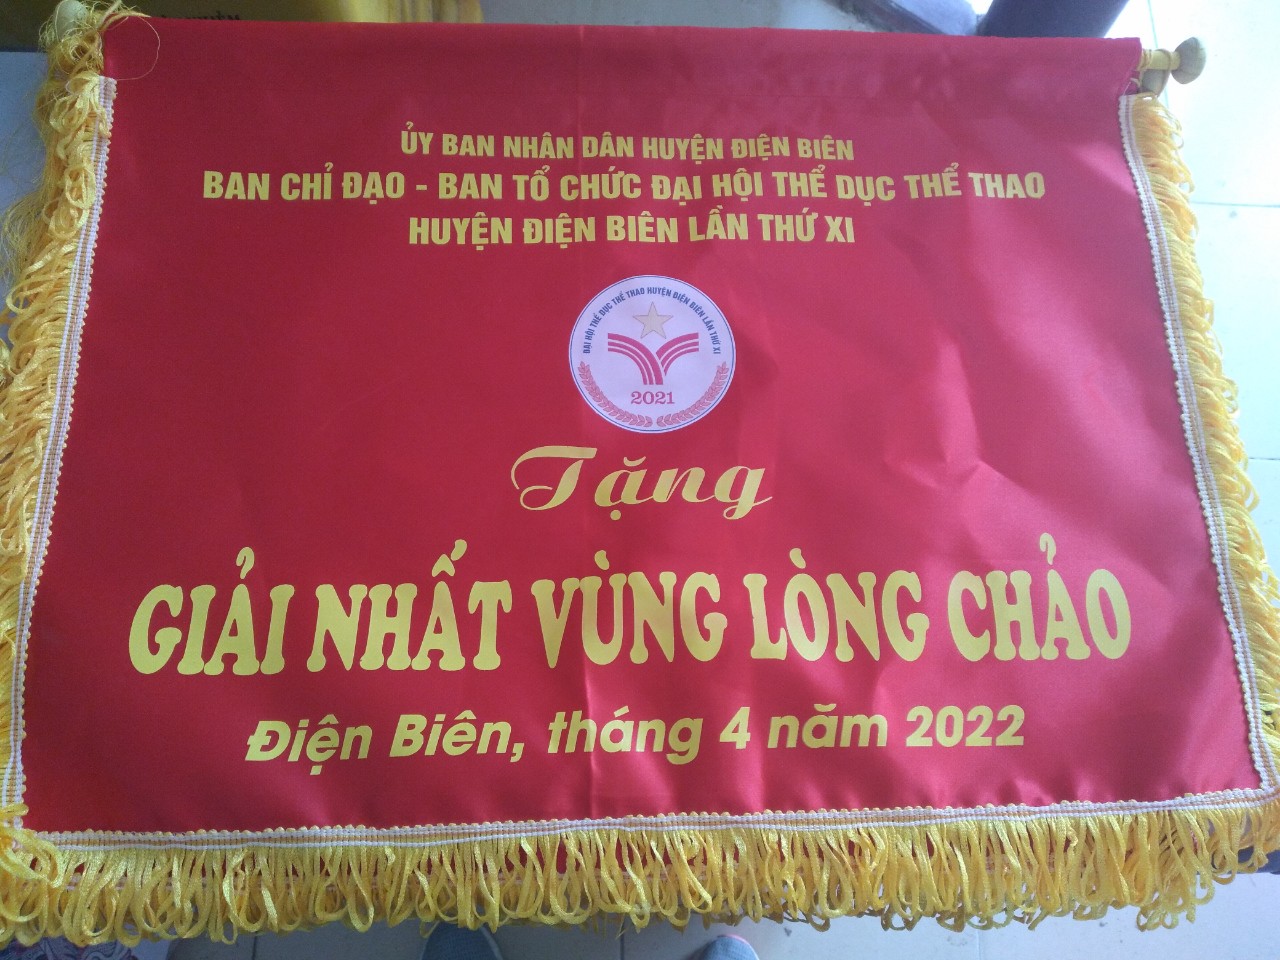 ỦY BAN NHÂN DÂN HUYỆN ĐIỆN BIÊN
BAN CHỈ ĐẠO - BAN TỔ CHỨC ĐẠI HỘI THỂ DỤC THỂ THAO
HUYỆN ĐIỆN BIÊN LẦN THỨ XI
ĐẠI HỘI THỂ DỤC THỂ THAO HUYỆN ĐIỆN BIÊN LẦN THỨ XI
2021
Tặng
GIẢI NHẤT VÙNG LÒNG CHẢO
Điện Biên, tháng 4 năm 2022